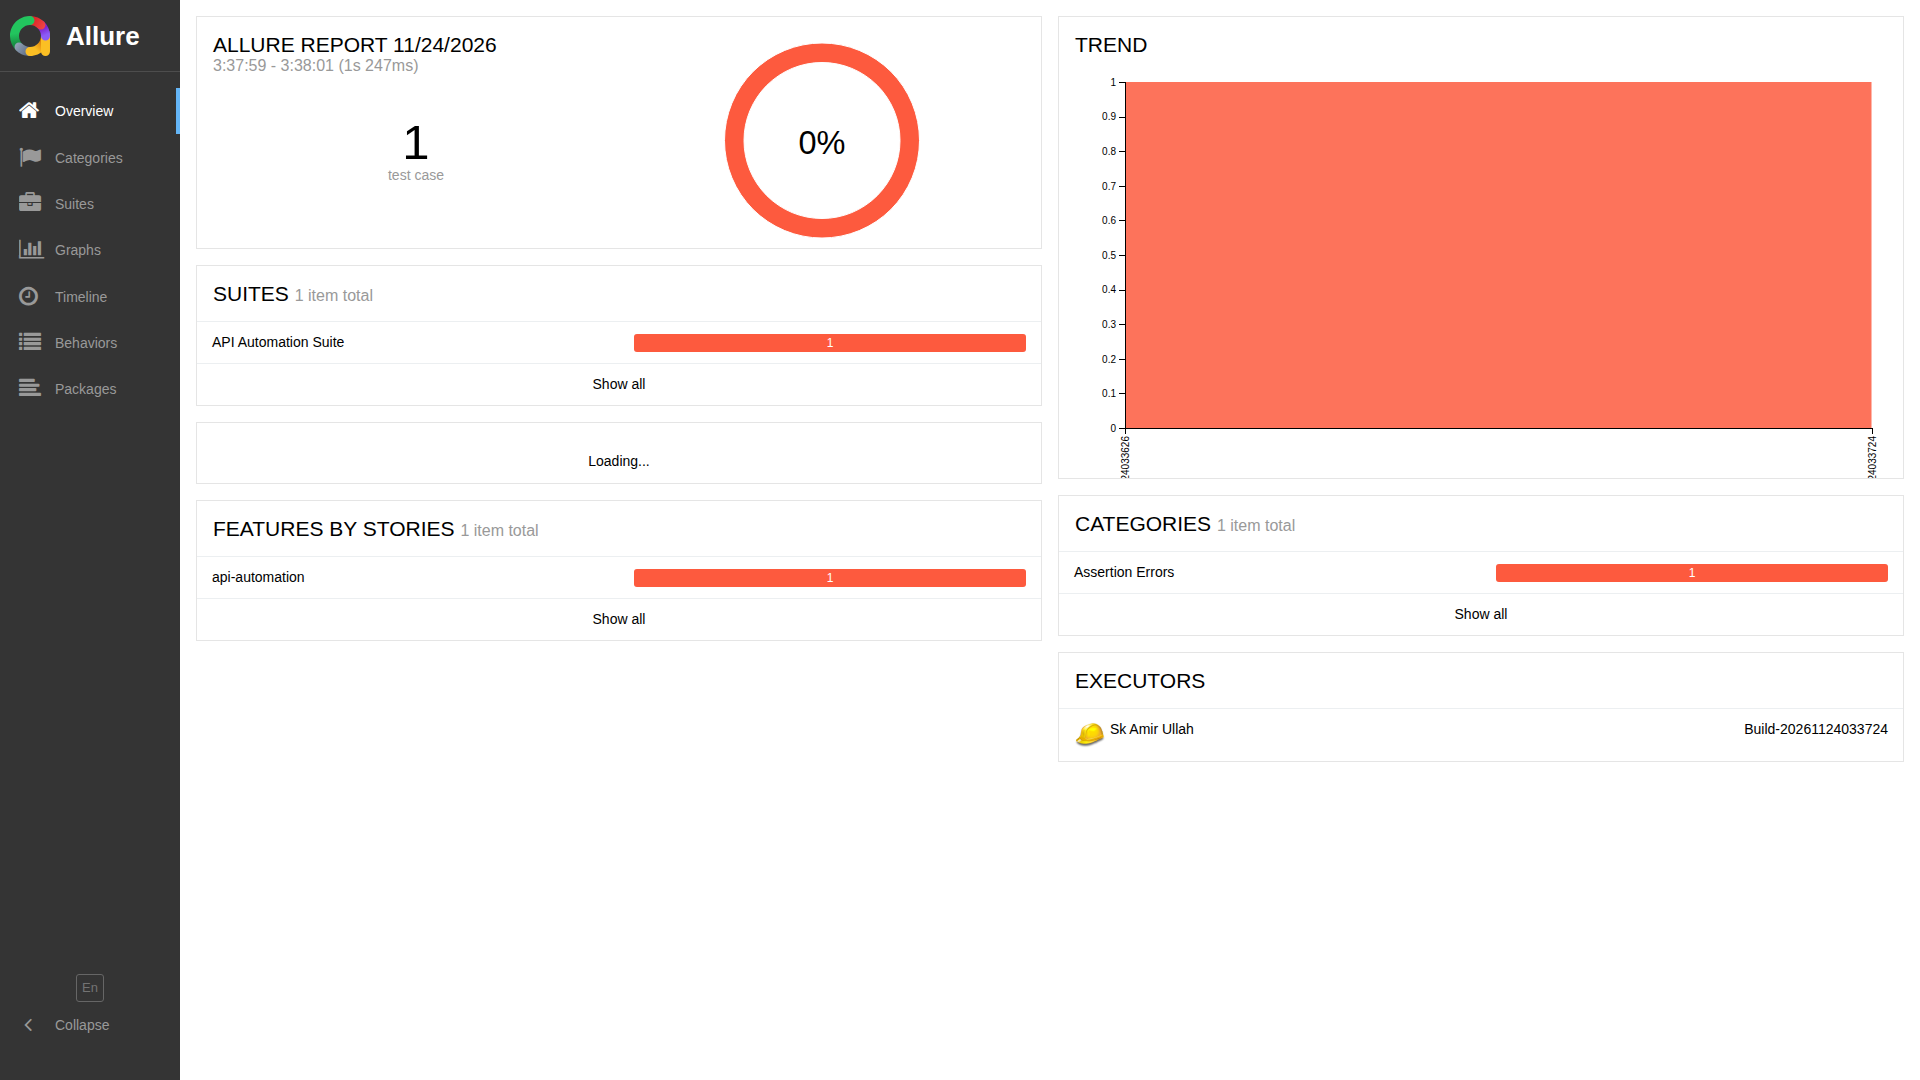 Allure
Overview
Categories
Suites
Graphs
Timeline
Behaviors
Packages
En
Collapse
ALLURE REPORT 11/24/2026
3:37:59 - 3:38:01 (1s 247ms)
1
test case
0%
SUITES 1 item total
API Automation Suite 1
Show all
Loading...
FEATURES BY STORIES 1 item total
api-automation 1
Show all
TREND
1
0.9
0.8
0.7
0.6
0.5
0.4
0.3
0.2
0.1
0
24033626
24033724
CATEGORIES 1 item total
Assertion Errors 1
Show all
EXECUTORS
Sk Amir Ullah Build-20261124033724